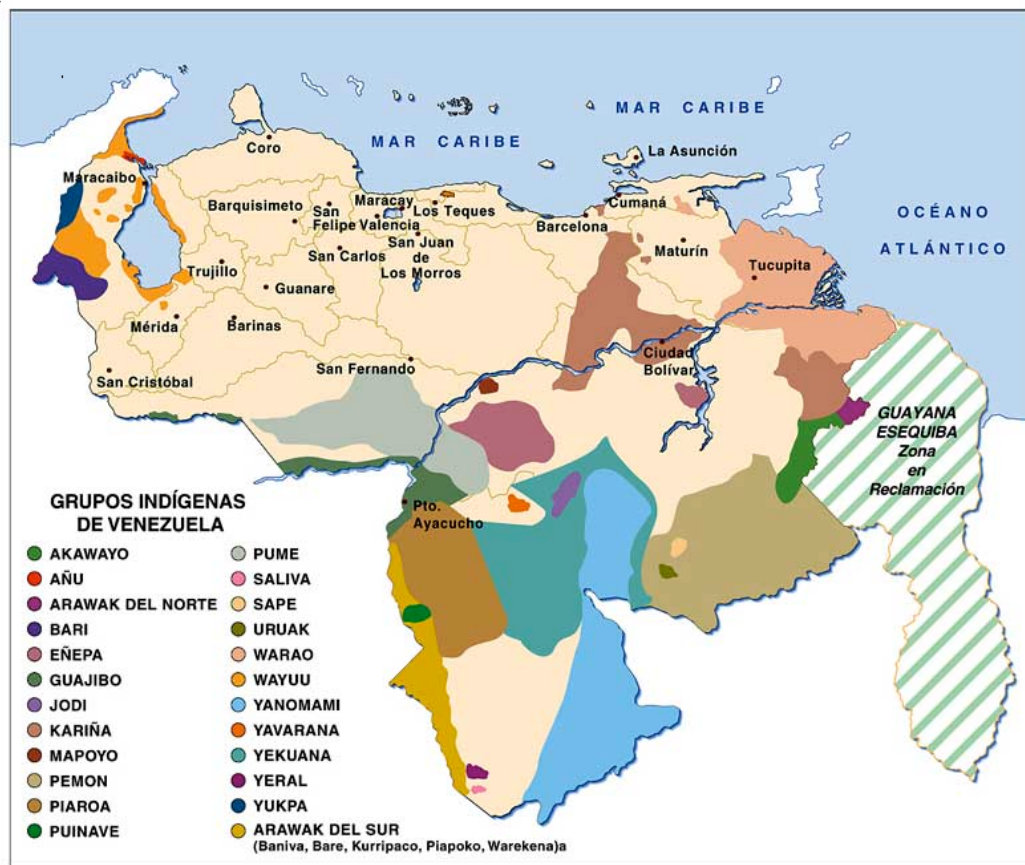 MAR CARIBE
MAR CARIBE
OCÉANO
ATLÁNTICO
Coro
La Asunción
Maracaibo
Cumaná
Barquisimeto
San
Felipe
Maracay
Valencia
Los Teques
Barcelona
San Carlos
San Juan
de
Los Morros
Maturín
Tucupita
Trujillo
Guanare
Mérida
Barinas
San Cristóbal
San Fernando
Ciudad
Bolívar
Pto.
Ayacucho
GUAYANA
ESEQUIBA
Zona
en
Reclamación
GRUPOS INDÍGENAS
DE VENEZUELA
AKAWAYO
AÑU
ARAWAK DEL NORTE
BARI
EÑEPA
GUAJIBO
JODI
KARIÑA
MAPOYO
PEMON
PIAROA
PUINAVE
PUME
SALIVA
SAPE
URUAK
WARAO
WAYUU
YANOMAMI
YAVARANA
YEKUANA
YERAL
YUKPA
ARAWAK DEL SUR
(Baniva, Bare, Kurripaco, Piapoko, Warekena)a